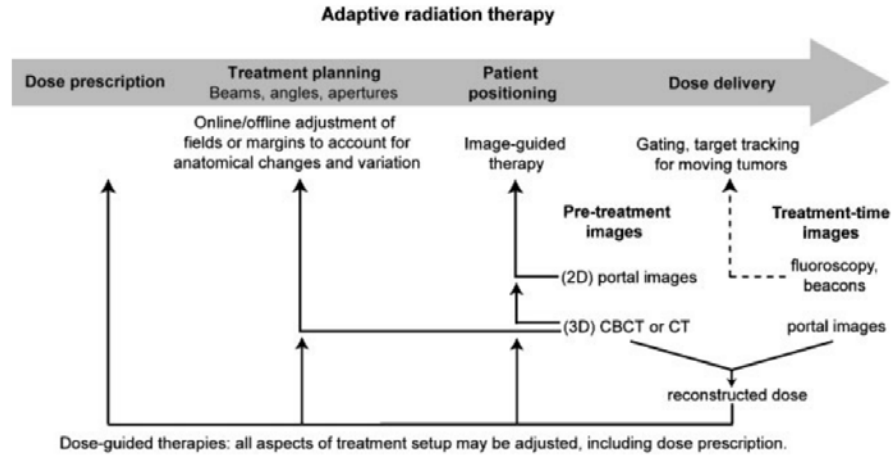 Adaptive radiation therapy
Dose prescription
Treatment planning
Beams, angles, apertures
Patient
positioning
Dose delivery
Online/offline adjustment of
fields or margins to account for
anatomical changes and variation
Image-guided
therapy
Gating, target tracking
for moving tumors
Pre-treatment
images
Treatment-time
images
(2D) portal images
fluoroscopy,
beacons
(3D) CBCT or CT
portal images
reconstructed dose
Dose-guided therapies: all aspects of treatment setup may be adjusted, including dose prescription.